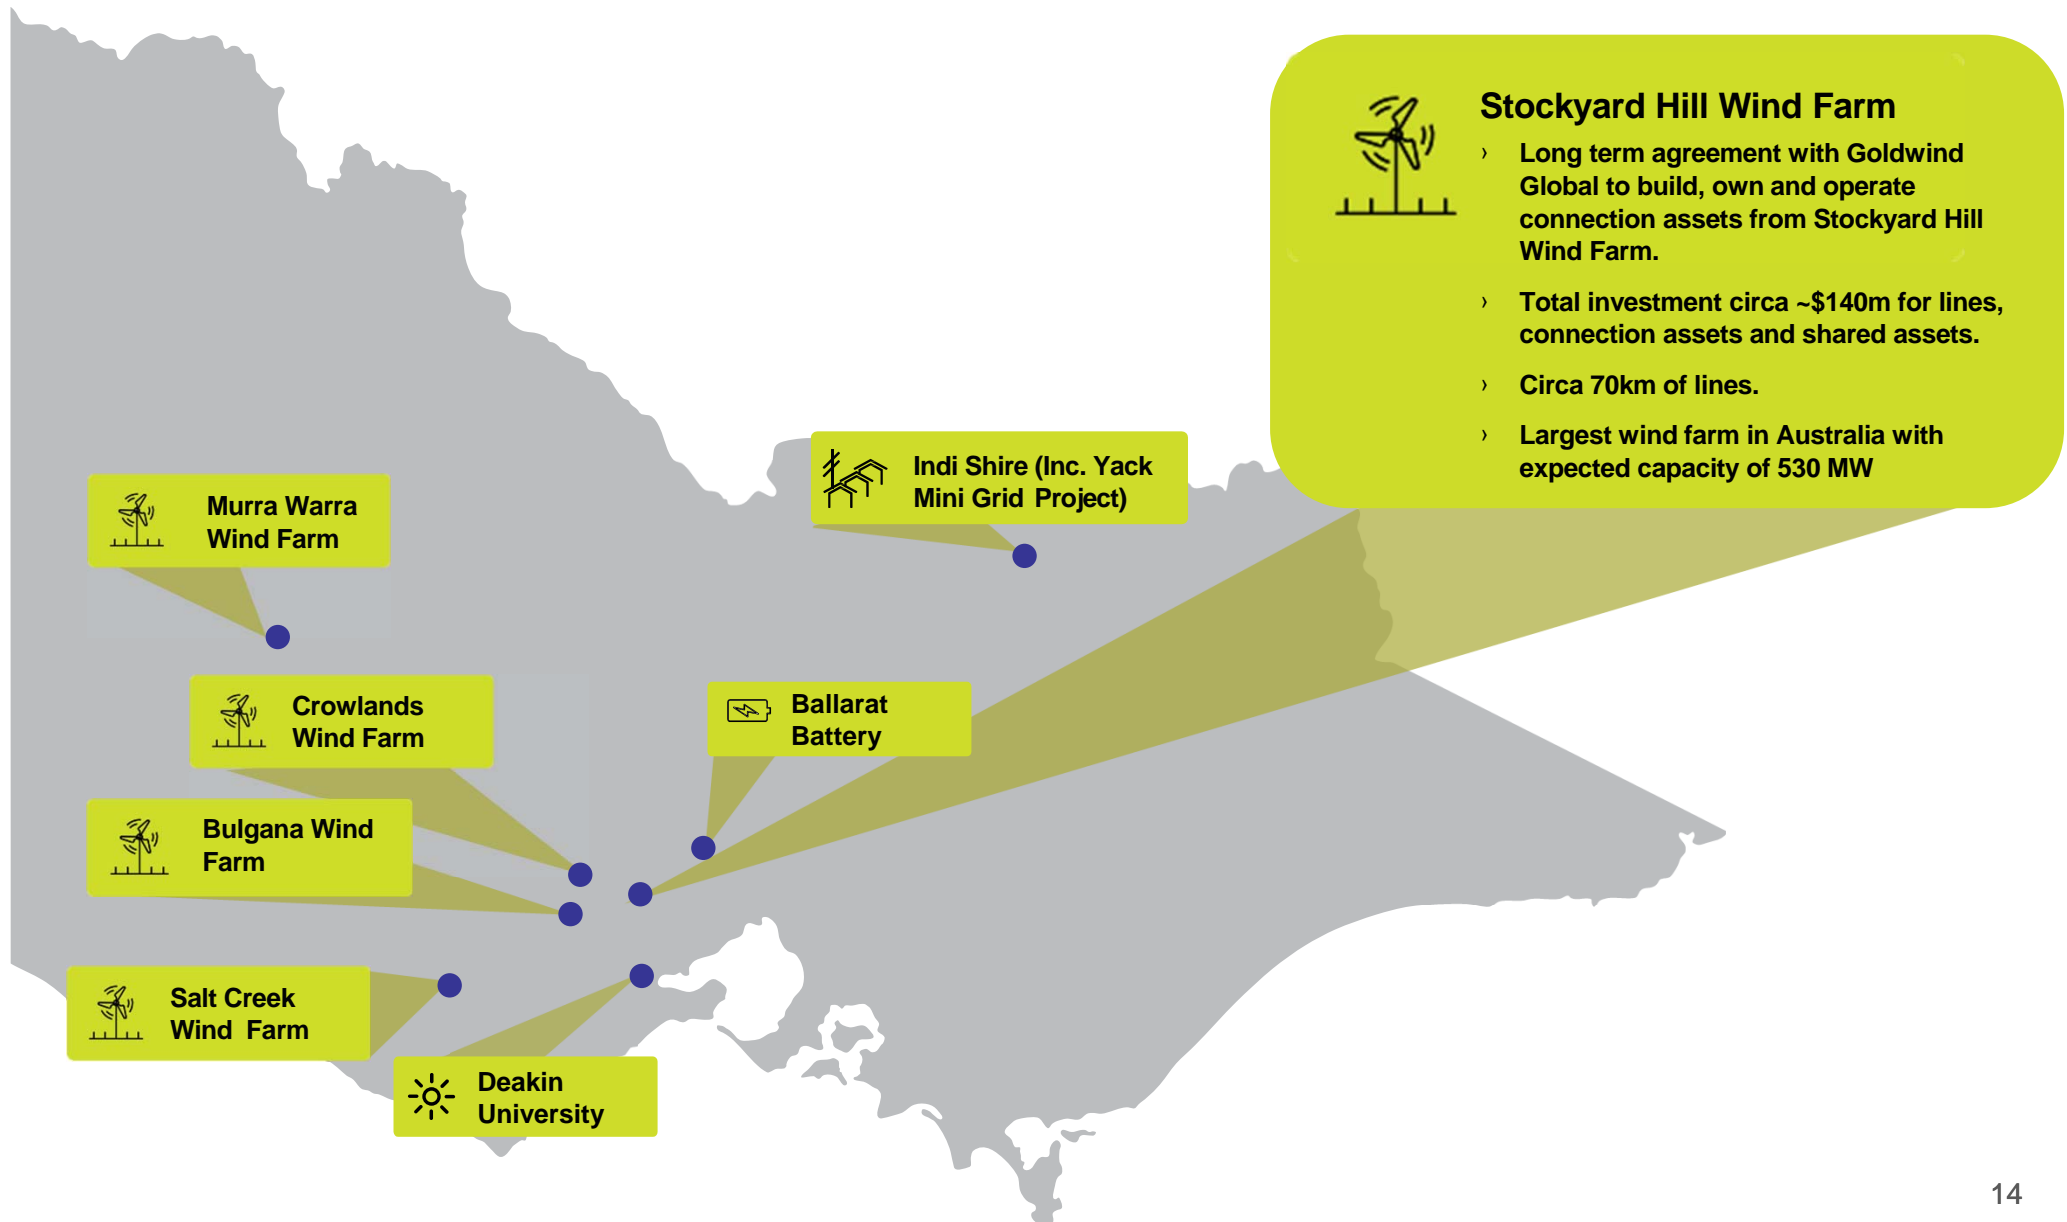 Stockyard Hill Wind Farm
› Long term agreement with Goldwind
Global to build, own and operate
connection assets from Stockyard Hill
Wind Farm.
› Total investment circa ~$140m for lines,
connection assets and shared assets.
› Circa 70km of lines.
› Largest wind farm in Australia with
expected capacity of 530 MW
Indi Shire (Inc. Yack
Mini Grid Project)
Murra Warra
Wind Farm
Crowlands
Wind Farm
Ballarat
Battery
Bulgana Wind
Farm
Salt Creek
Wind Farm
Deakin
University
14